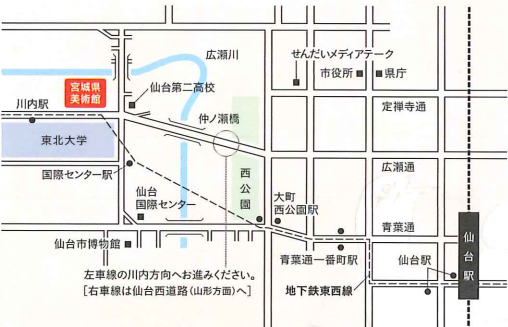 広瀬川
せんだいメディアテーク
市役所 県庁
宮城県
美術館
仙台第二高校
川内駅
定禅寺通
仲ノ瀬橋
東北大学
広瀬通
国際センター駅
西公園
仙台
国際センター
大町
西公園駅
青葉通
仙台市博物館
仙台駅
青葉通一番町駅
仙台駅
左車線の川内方向へお進みください。
[右車線は仙台西道路(山形方面)へ]
地下鉄東西線